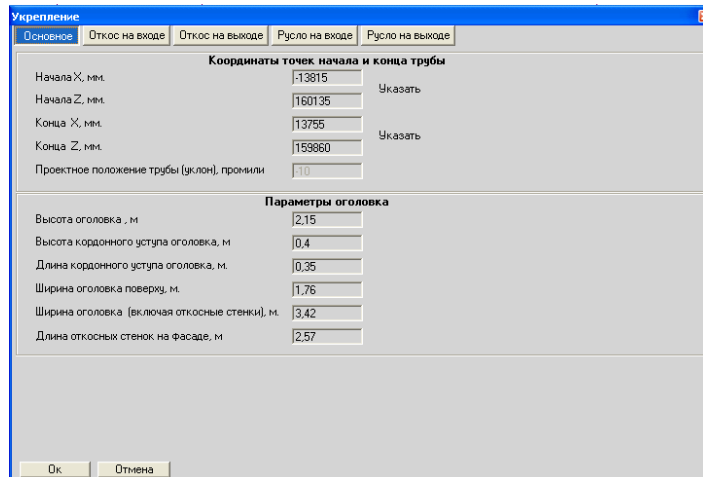 Укрепление
Основное Откос на входе Откос на выходе Русло на входе Русло на выходе
Координаты точек начала и конца трубы
Начала X, мм. -13815
Указать
Начала Z, мм. 160135
Конца X, мм. 13755
Указать
Конца Z, мм. 159860
Проектное положение трубы (уклон), промили -10
Параметры оголовка
Высота оголовка , м 2,15
Высота кордонного уступа оголовка, м 0,4
Длина кордонного уступа оголовка, м. 0,35
Ширина оголовка поверху, м. 1,76
Ширина оголовка (включая откосные стенки), м. 3,42
Длина откосных стенок на фасаде, м 2,57
Ок Отмена